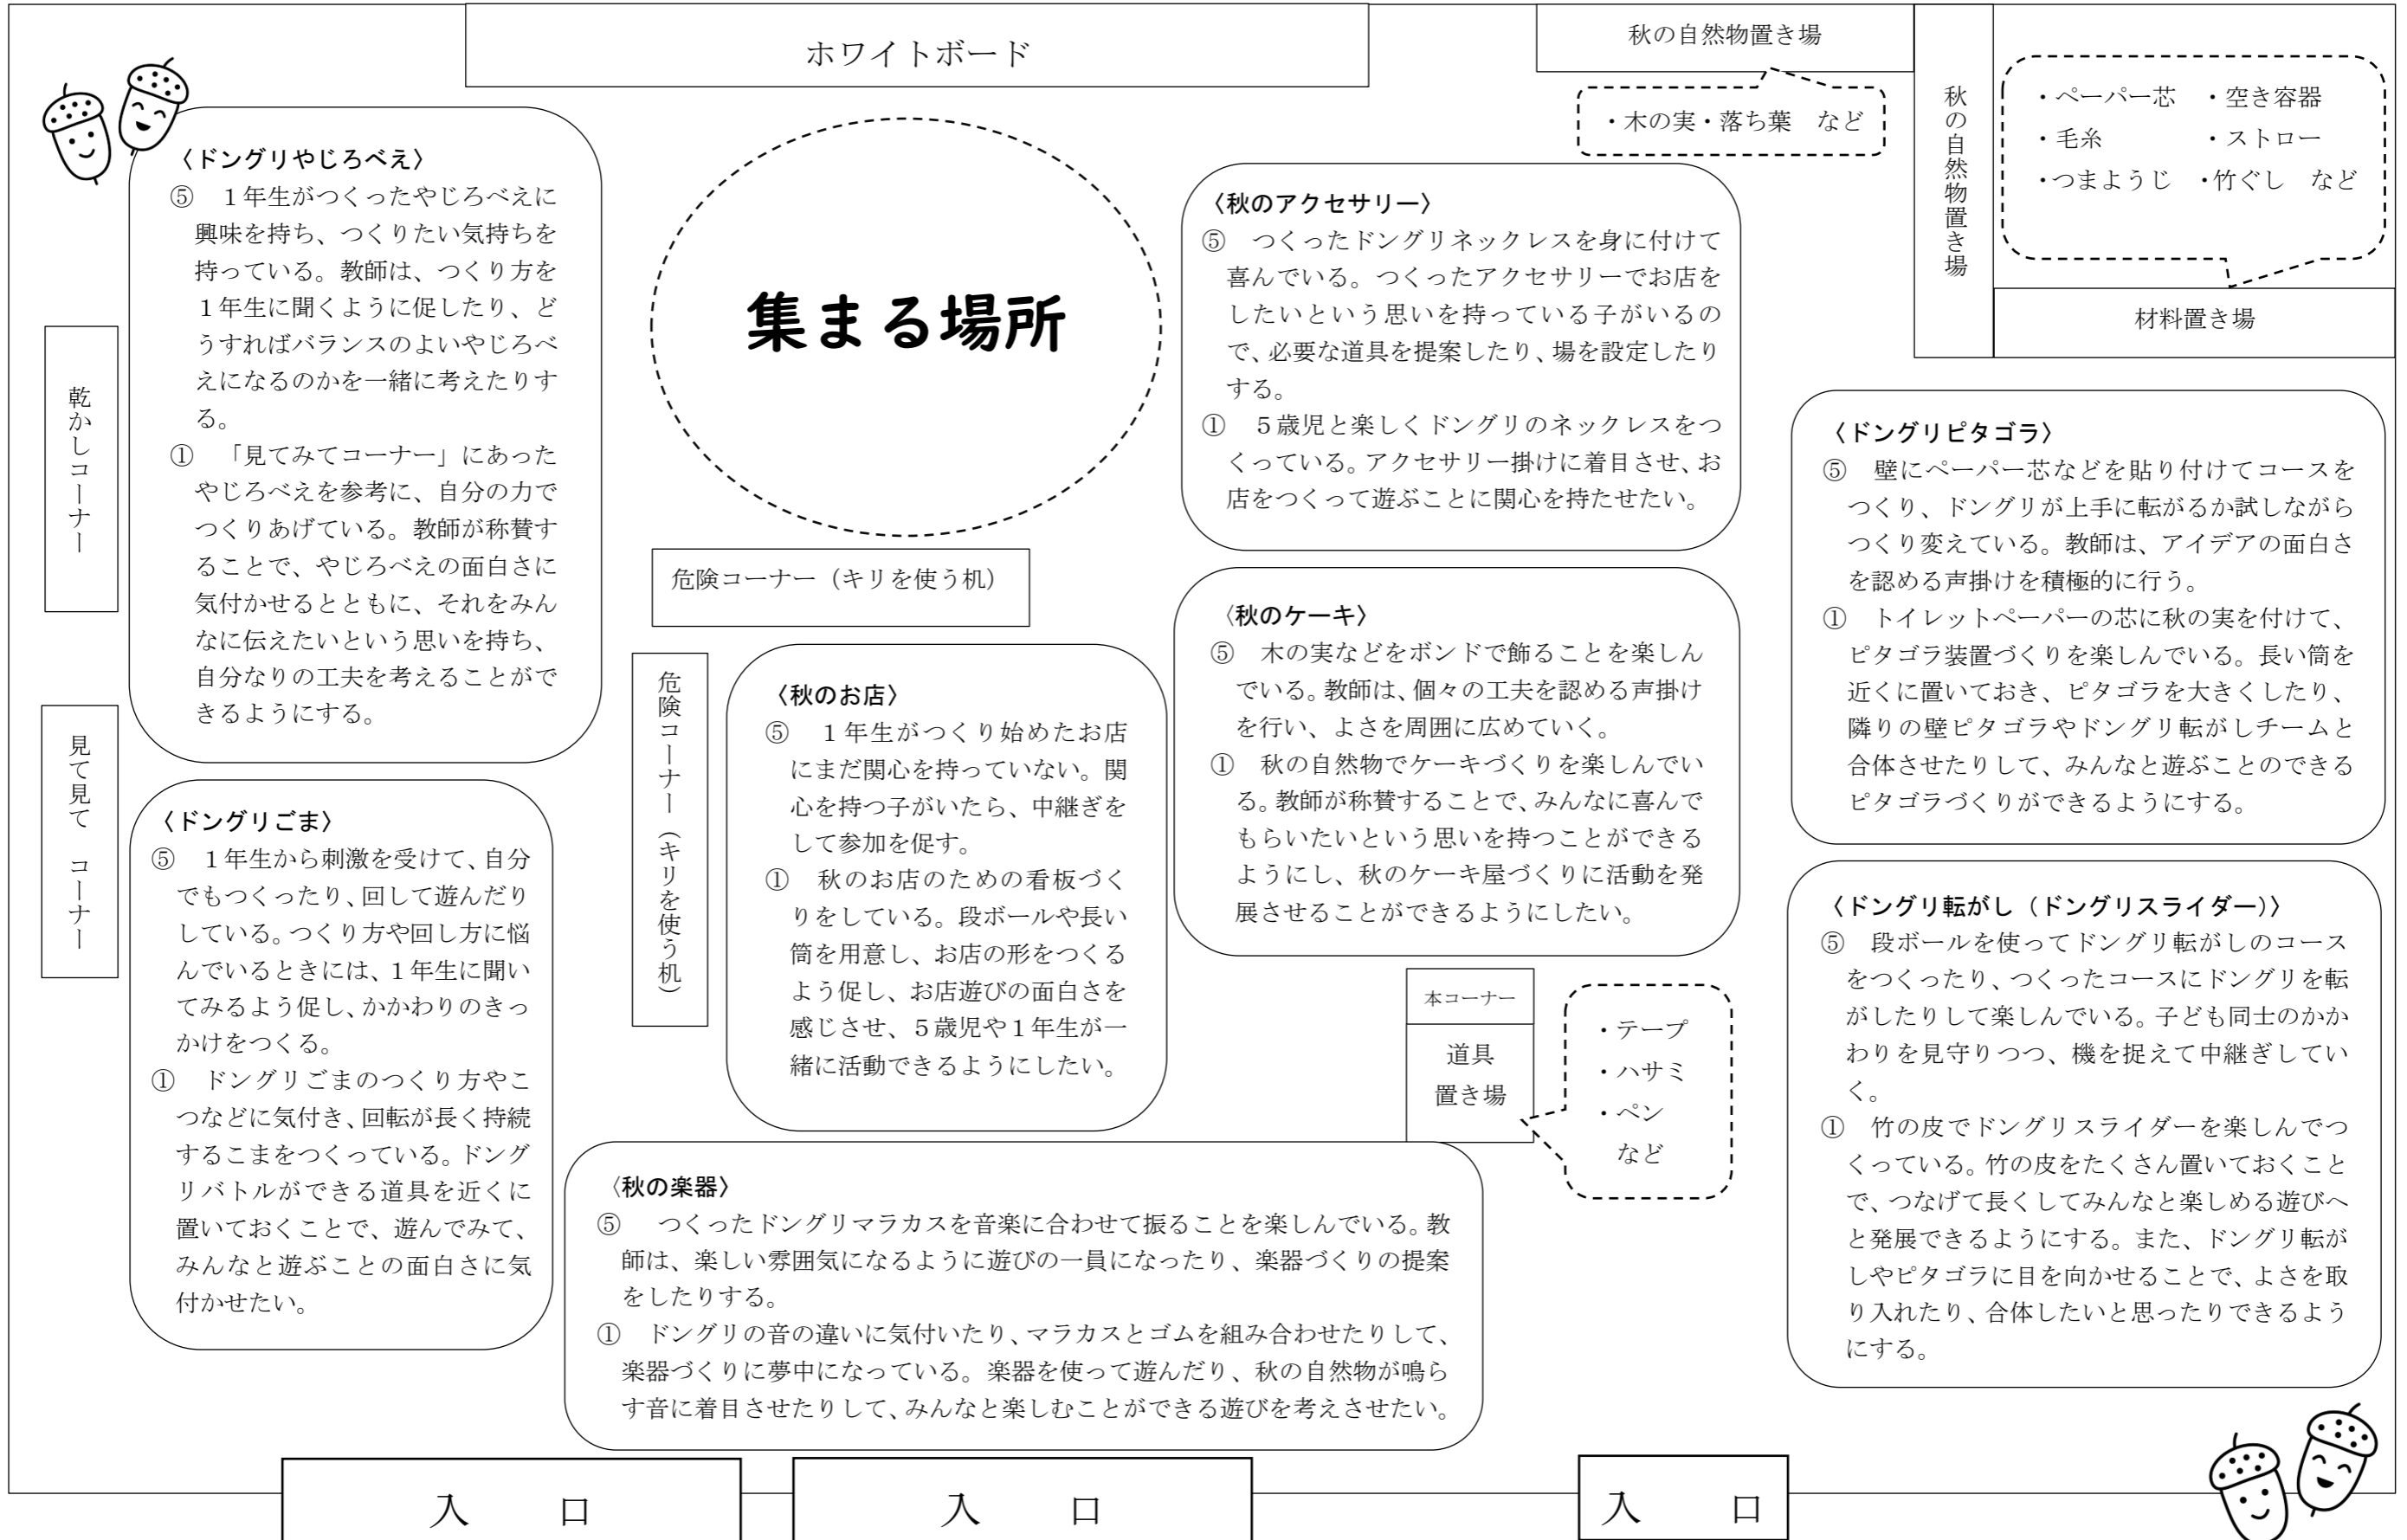 ホワイトボード
秋の自然物置き場
・木の実・落ち葉　など
秋の自然物置き場
・ペーパー芯　・空き容器
・毛糸　　　　・ストロー
・つまようじ　・竹ぐし　など
材料置き場
集まる場所
〈ドングリやじろべえ〉
⑤　１年生がつくったやじろべえに
興味を持ち、つくりたい気持ちを
持っている。教師は、つくり方を
１年生に聞くように促したり、ど
うすればバランスのよいやじろべ
えになるのかを一緒に考えたりす
る。
①　「見てみてコーナー」にあった
やじろべえを参考に、自分の力で
つくりあげている。教師が称賛す
ることで、やじろべえの面白さに
気付かせるとともに、それをみん
なに伝えたいという思いを持ち、
自分なりの工夫を考えることがで
きるようにする。
乾かしコーナー
見て見て　コーナー
〈ドングリごま〉
⑤　１年生から刺激を受けて、自分
でもつくったり、回して遊んだり
している。つくり方や回し方に悩
んでいるときには、１年生に聞い
てみるよう促し、かかわりのきっ
かけをつくる。
①　ドングリごまのつくり方やこ
つなどに気付き、回転が長く持続
するこまをつくっている。ドング
リバトルができる道具を近くに
置いておくことで、遊んでみて、
みんなと遊ぶことの面白さに気
付かせたい。
危険コーナー（キリを使う机）
危険コーナー（キリを使う机）
〈秋のお店〉
⑤　１年生がつくり始めたお店
にまだ関心を持っていない。関
心を持つ子がいたら、中継ぎを
して参加を促す。
①　秋のお店のための看板づく
りをしている。段ボールや長い
筒を用意し、お店の形をつくる
よう促し、お店遊びの面白さを
感じさせ、５歳児や１年生が一
緒に活動できるようにしたい。
〈秋のアクセサリー〉
⑤　つくったドングリネックレスを身に付けて
喜んでいる。つくったアクセサリーでお店を
したいという思いを持っている子がいるの
で、必要な道具を提案したり、場を設定したり
する。
①　５歳児と楽しくドングリのネックレスをつ
くっている。アクセサリー掛けに着目させ、お
店をつくって遊ぶことに関心を持たせたい。
〈秋のケーキ〉
⑤　木の実などをボンドで飾ることを楽しん
でいる。教師は、個々の工夫を認める声掛け
を行い、よさを周囲に広めていく。
①　秋の自然物でケーキづくりを楽しんでい
る。教師が称賛することで、みんなに喜んで
もらいたいという思いを持つことができる
ようにし、秋のケーキ屋づくりに活動を発
展させることができるようにしたい。
本コーナー
道具
置き場
・テープ
・ハサミ
・ペン
など
〈ドングリピタゴラ〉
⑤　壁にペーパー芯などを貼り付けてコースを
つくり、ドングリが上手に転がるか試しながら
つくり変えている。教師は、アイデアの面白さ
を認める声掛けを積極的に行う。
①　トイレットペーパーの芯に秋の実を付けて、
ピタゴラ装置づくりを楽しんでいる。長い筒を
近くに置いておき、ピタゴラを大きくしたり、
隣りの壁ピタゴラやドングリ転がしチームと
合体させたりして、みんなと遊ぶことのできる
ピタゴラづくりができるようにする。
〈ドングリ転がし（ドングリスライダー）〉
⑤　段ボールを使ってドングリ転がしのコース
をつくったり、つくったコースにドングリを転
がしたりして楽しんでいる。子ども同士のかか
わりを見守りつつ、機を捉えて中継ぎしてい
く。
①　竹の皮でドングリスライダーを楽しんでつ
くっている。竹の皮をたくさん置いておくこと
で、つなげて長くしてみんなと楽しめる遊びへ
と発展できるようにする。また、ドングリ転が
しやピタゴラに目を向かせることで、よさを取
り入れたり、合体したいと思ったりできるよう
にする。
〈秋の楽器〉
⑤　つくったドングリマラカスを音楽に合わせて振ることを楽しんでいる。教
師は、楽しい雰囲気になるように遊びの一員になったり、楽器づくりの提案
をしたりする。
①　ドングリの音の違いに気付いたり、マラカスとゴムを組み合わせたりして、
楽器づくりに夢中になっている。楽器を使って遊んだり、秋の自然物が鳴ら
す音に着目させたりして、みんなと楽しむことができる遊びを考えさせたい。
入　口
入　口
入　口